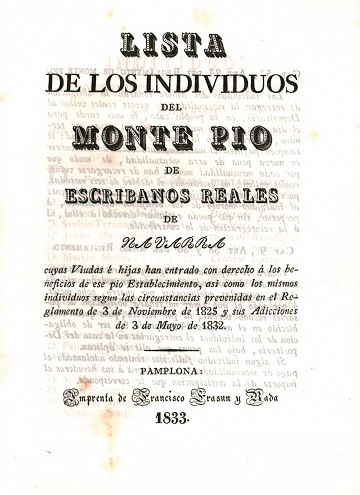 LISTA
DE LOS INDIVIDUOS
DEL
MONTE PIO
DE
ESCRIBANOS REALES
DE
NAVARRA
cuyas Viudas é hijas han entrado con derecho á los be-
neficios de ese pio Establecimiento, asi como los mismos
individuos segun las circunstancias prevenidas en el Re-
glamento de 3 de Noviembre de 1825 y sus Adicciones
de 3 de Mayo de 1832.
PAMPLONA:
Imprenta de Francisco Erasun y Rada
1833.